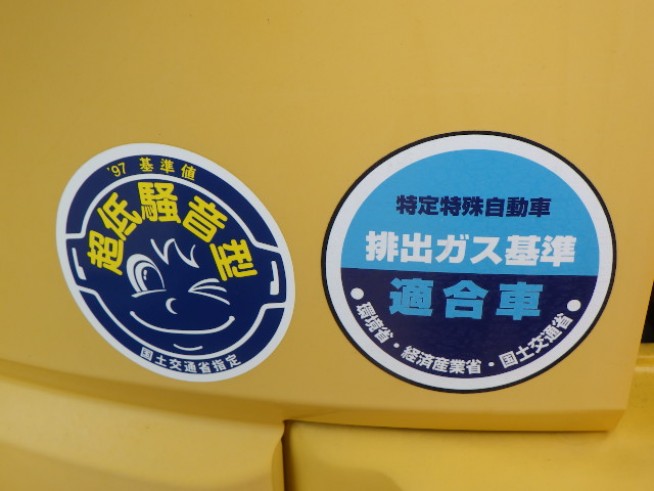 '97 基準値
超低騒音型
国土交通省指定
特定特殊自動車
排出ガス基準
適合車
●環境省・経済産業省・国土交通省●